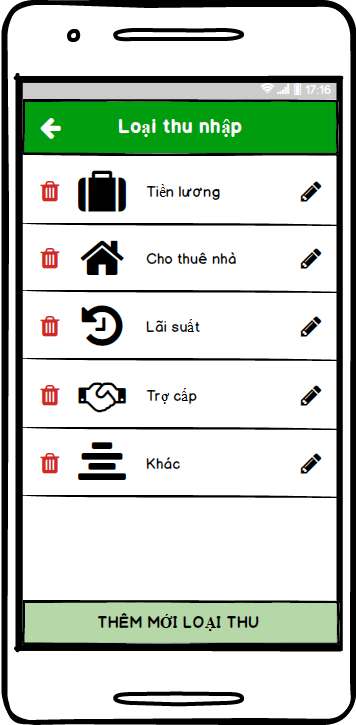 17:16
Loại thu nhập
Tiền lương
Cho thuê nhà
Lãi suất
Trợ cấp
Khác
THÊM MỚI LOẠI THU